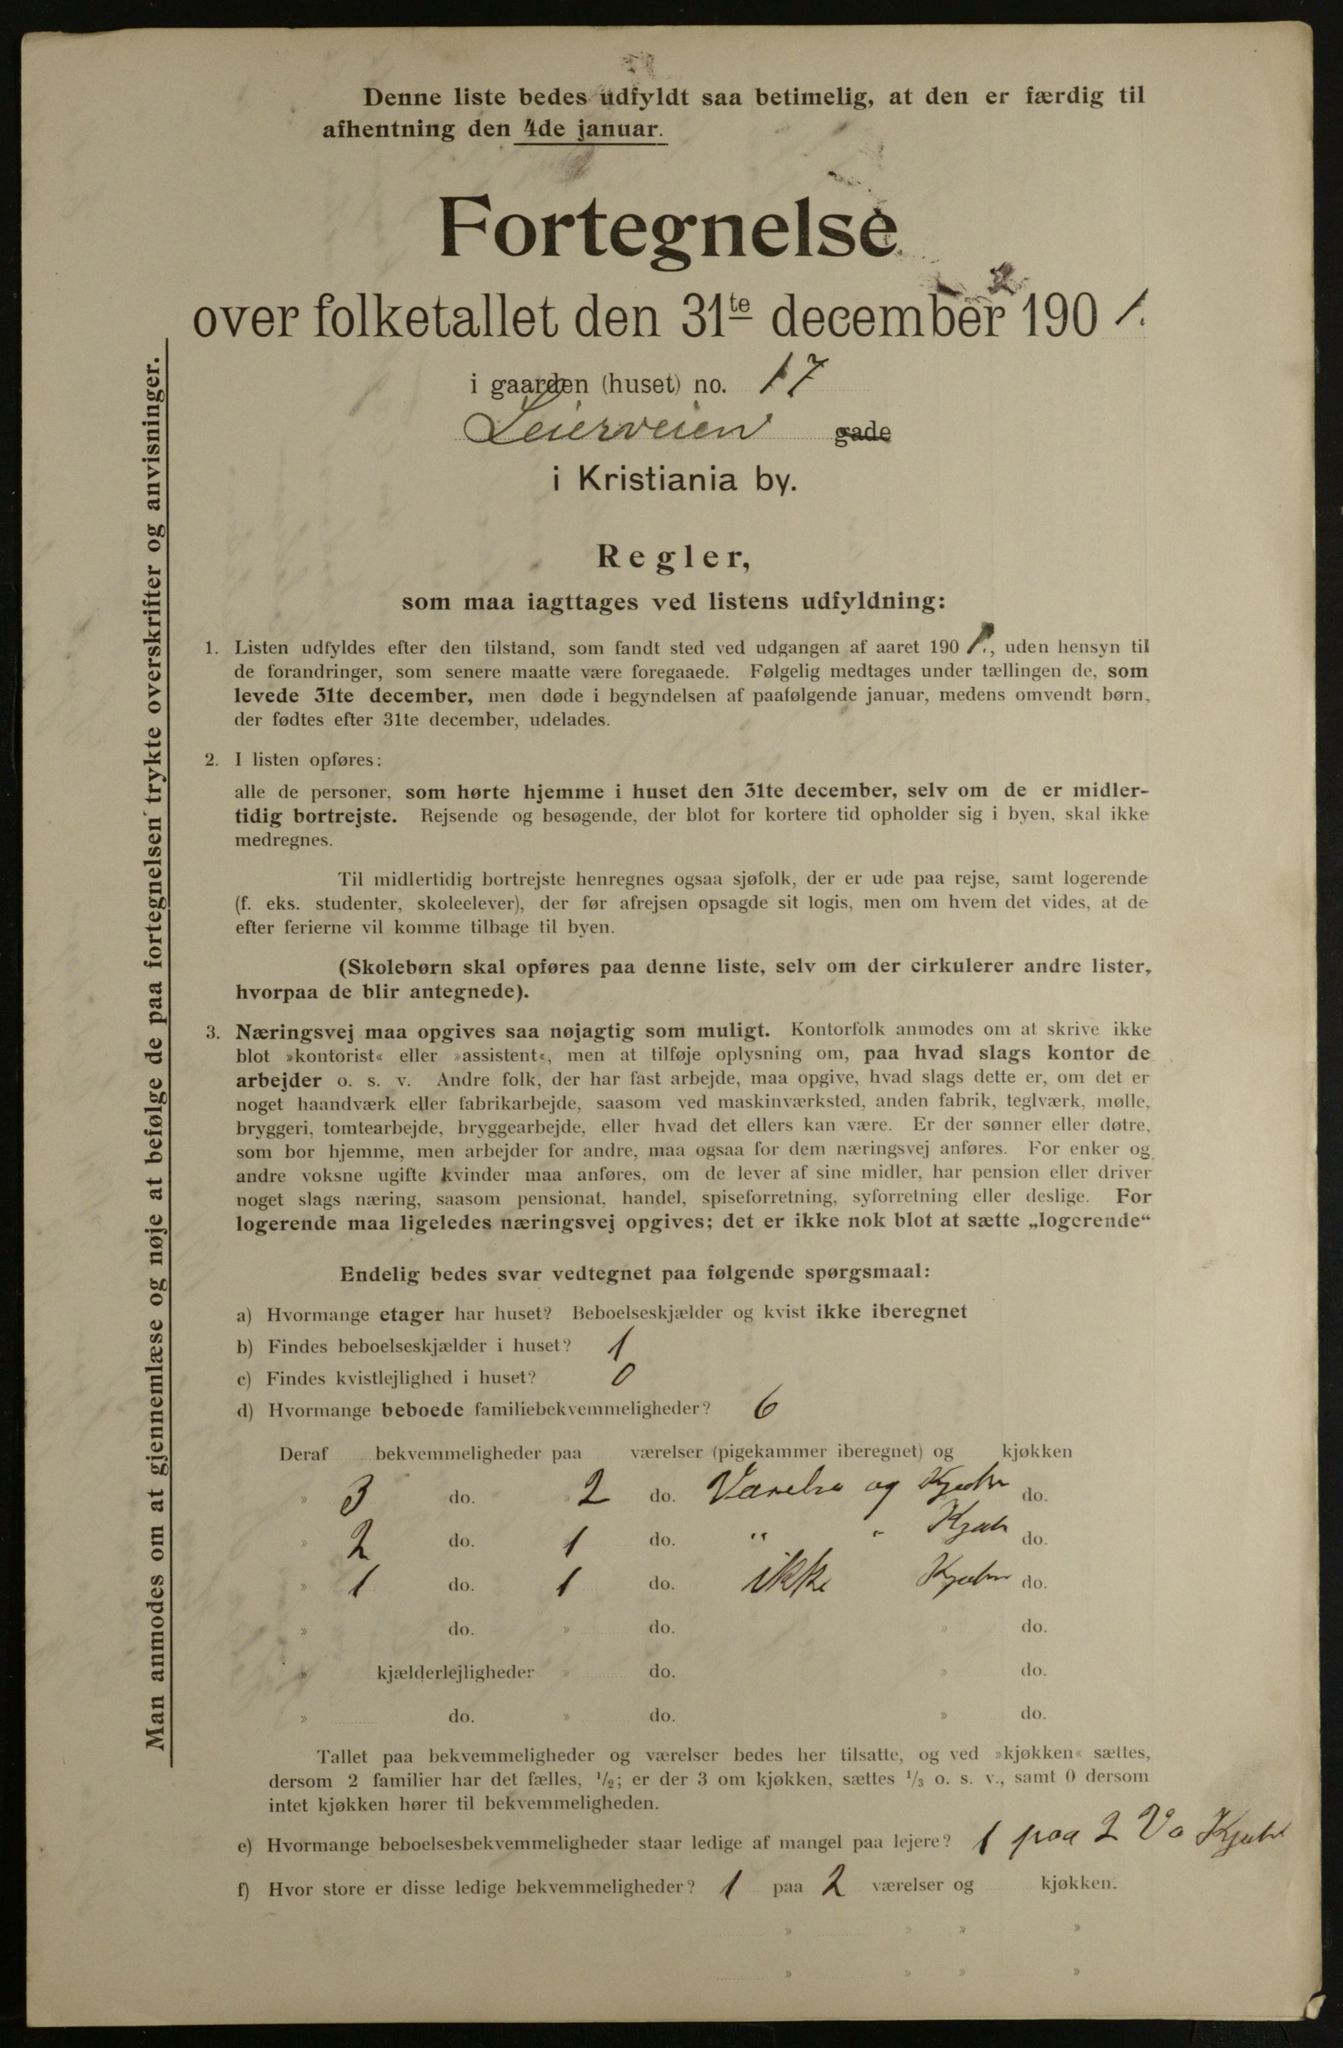 Denne liste bedes udfyldt saa betimelig, at den er færdig til
afhentning den 4de januar.
Fortegnelse
over folketallet den 31te december 1901.
i gaarden (huset) no. 17
Leierveien gade
i Kristiania by.
Regler,
som maa iagttages ved listens udfyldning:
1. Listen udfyldes efter den tilstand, som fandt sted ved udgangen af aaret 1901., uden hensyn til
de forandringer, som senere maatte være foregaaede. Følgelig medtages under tællingen de, som
levede 31te december, men døde i begyndelsen af paafølgende januar, medens omvendt børn,
der fødtes efter 31te december, udelades.
2. I listen opføres:
alle de personer, som hørte hjemme i huset den 31te december, selv om de er midler-
tidig bortrejste. Rejsende og besøgende, der blot for kortere tid opholder sig i byen, skal ikke
medregnes.
Til midlertidig bortrejste henregnes ogsaa sjøfolk, der er ude paa rejse, samt logerende
(f. eks. studenter, skoleelever), der før afrejsen opsagde sit logis, men om hvem det vides, at de
efter ferierne vil komme tilbage til byen.
(Skolebørn skal opføres paa denne liste, selv om der cirkulerer andre lister,
hvorpaa de blir antegnede).
3. Næringsvej maa opgives saa nøjagtig som muligt. Kontorfolk anmodes om at skrive ikke
blot »kontorist« eller »assistent«, men at tilføje oplysning om, paa hvad slags kontor de
arbejder o. s. v. Andre folk, der har fast arbejde, maa opgive, hvad slags dette er, om det er
noget haandværk eller fabrikarbejde, saasom ved maskinværksted, anden fabrik, teglværk, mølle,
bryggeri, tomtearbejde, bryggearbejde, eller hvad det ellers kan være. Er der sønner eller døtre,
som bor hjemme, men arbejder for andre, maa ogsaa for dem næringsvej anføres. For enker og
andre voksne ugifte kvinder maa anføres, om de lever af sine midler, har pension eller driver
noget slags næring, saasom pensionat, handel, spiseforretning, syforretning eller deslige. For
logerende maa ligeledes næringsvej opgives; det er ikke nok blot at sætte „logerende“
Endelig bedes svar vedtegnet paa følgende spørgsmaal:
a) Hvormange etager har huset? Beboelseskjælder og kvist ikke iberegnet
b) Findes beboelseskjælder i huset? 1
c) Findes kvistlejlighed i huset? 0
d) Hvormange beboede familiebekvemmeligheder? 6
Deraf bekvemmeligheder paa værelser (pigekammer iberegnet) og kjøkken
» 3 do. 2 do. Værelse og do.
» 2 do. 1 do. " " do.
» 1 do. 1 do. ikke do.
» do. » do. » do.
» kjælderlejligheder » do. » do.
» do. » do. » do.
Tallet paa bekvemmeligheder og værelser bedes her tilsatte, og ved »kjøkken« sættes,
dersom 2 familier har det fælles, 1/2; er der 3 om kjøkken, sættes 1/3 o. s. v., samt 0 dersom
intet kjøkken hører til bekvemmeligheden.
e) Hvormange beboelsesbekvemmeligheder staar ledige af mangel paa lejere? 1 paa 2
f) Hvor store er disse ledige bekvemmeligheder? 1 paa 2 værelser og kjøkken.
» » » »
» » » »
Man anmodes om at gjennemlæse og nøje at befølge de paa fortegnelsen trykte overskrifter og anvisninger.